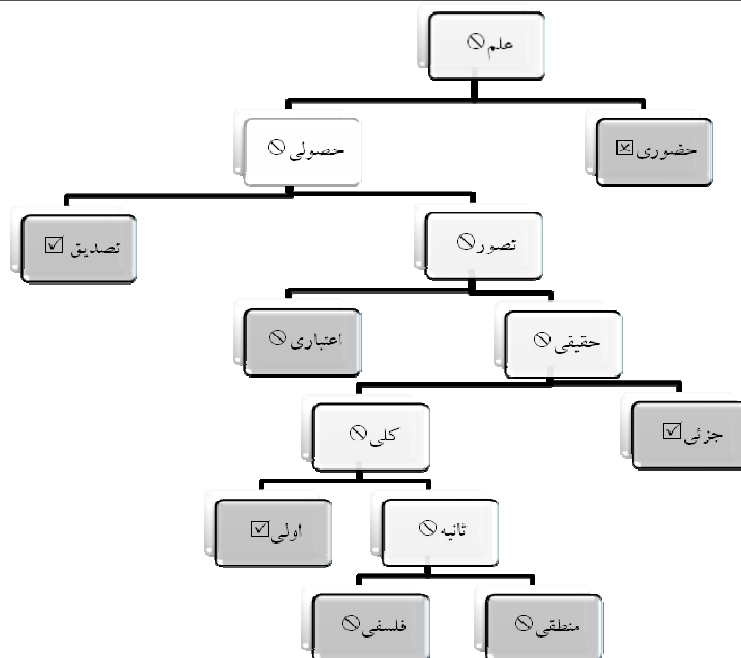 علم🛇
حضوری☒
حصولی🛇
تصور🛇
تصدیق ☑
حقیقی🛇
اعتباری🛇
جزئی☑
کلی🛇
ثانیه🛇
اولی☑
منطقی🛇
فلسفی🛇